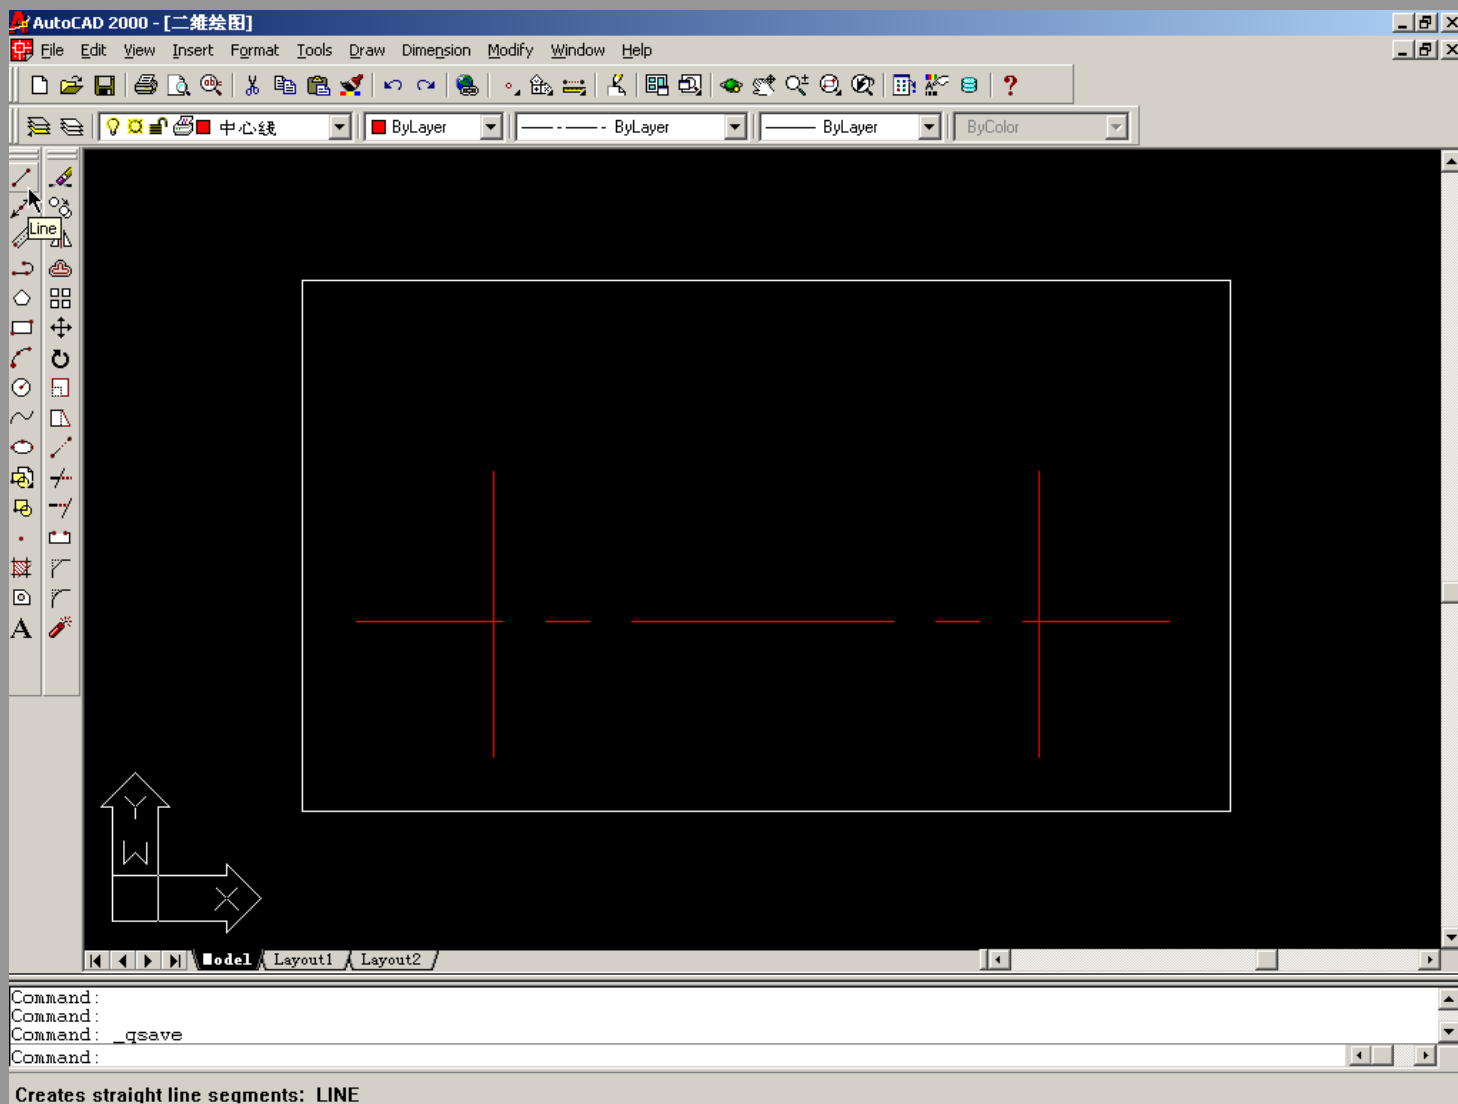 AutoCAD 2000 - [二维绘图]
File Edit View Insert Format Tools Draw Dimension Modify Window Help
中心线 ByLayer ByLayer ByLayer ByColor
Line
A
Y
W
X
Model Layout1 Layout2
Command:
Command:
Command: _qsave
Command:
Creates straight line segments: LINE